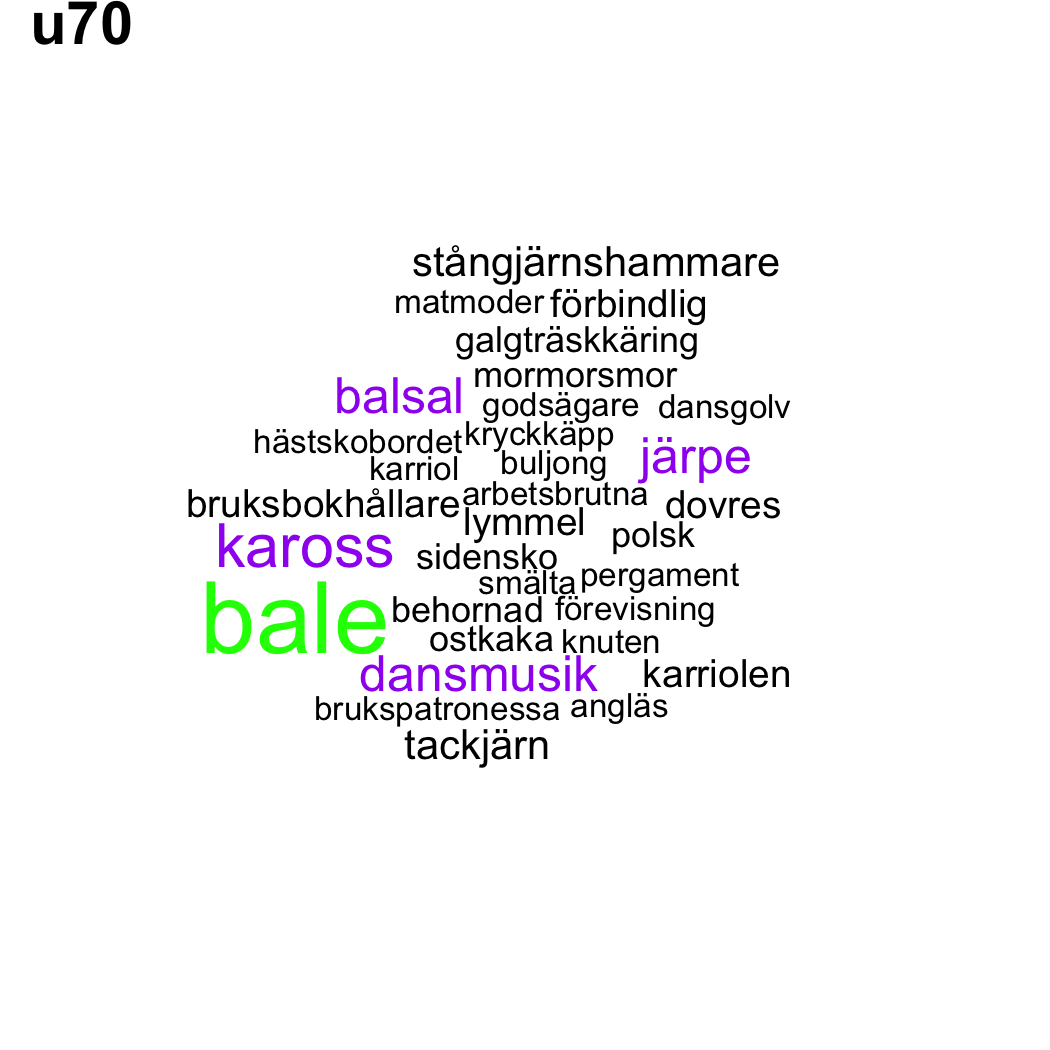 u70
stångjärnshammare
matmoder förbindlig
galgträskkäring
mormorsmor
balsal godsägare dansgolv
hästskobordet kryckkäpp
karriol buljong järpe
bruksbokhållare arbetsbrutna dovres
lymmel
kaross sidensko polsk
smälta pergament
bale behornad förevisning
ostkaka knuten
dansmusik karriolen
brukspatronessa angläs
tackjärn